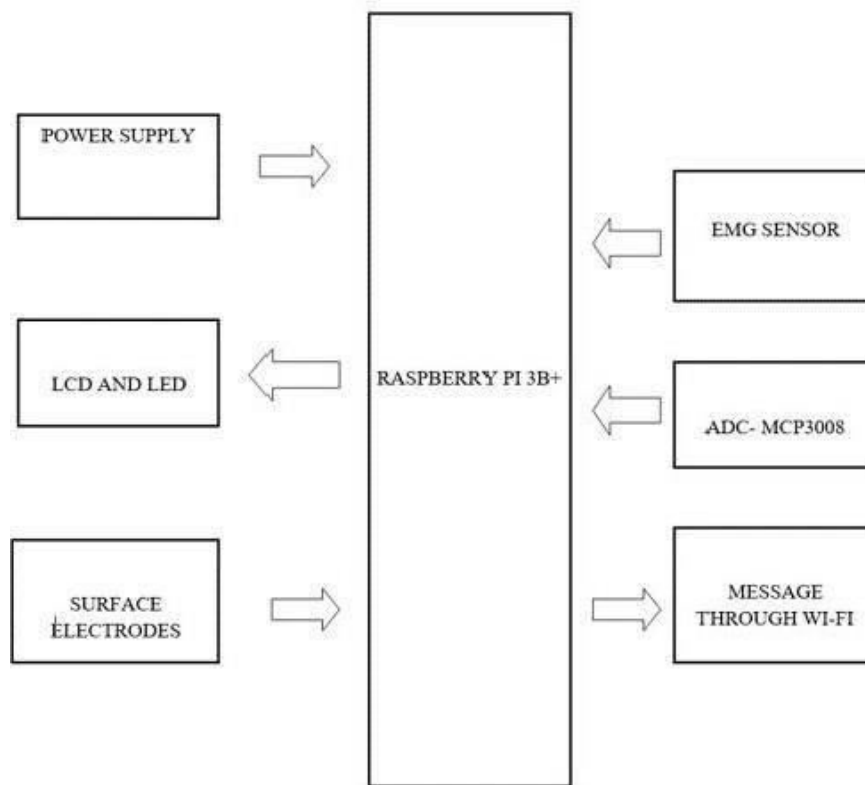 POWER SUPPLY
LCD AND LED
SURFACE
ELECTRODES
RASPBERRY PI 3B+
EMG SENSOR
ADC- MCP3008
MESSAGE
THROUGH WI-FI